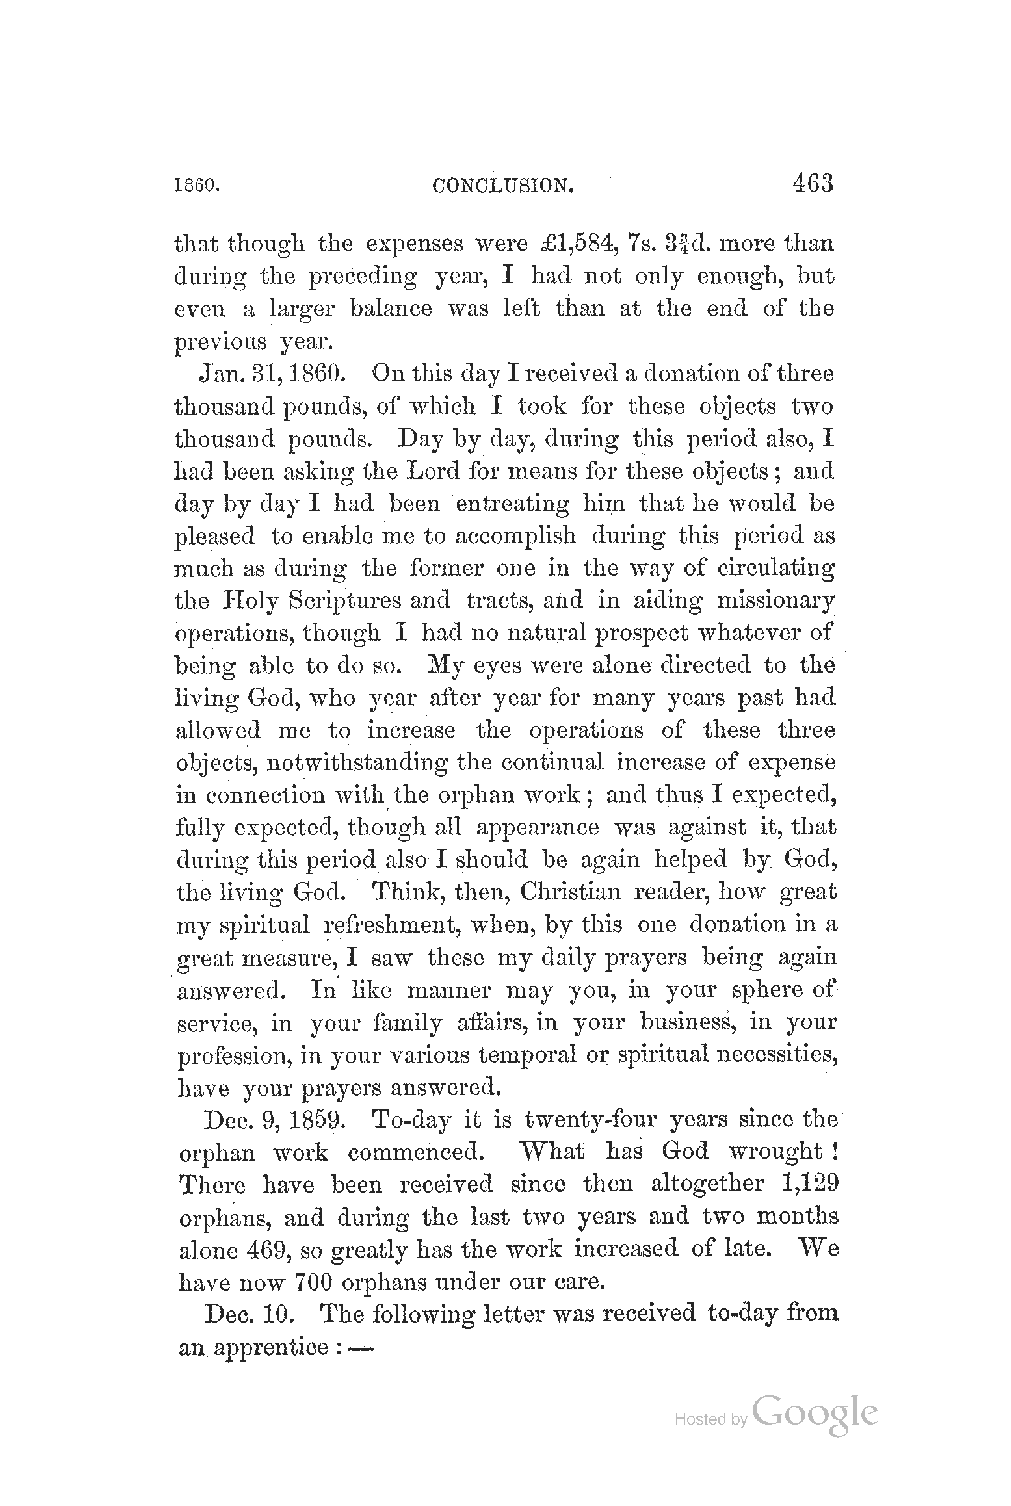 1860. CONCLUSION. 463
that though the expenses were £1,584, 7s. 3¾d. more than
during the preceding year, I had not only enough, but
even a larger balance was left than at the end of the
previous year.
Jan. 31, 1860. On this day I received a donation of three
thousand pounds, of which I took for these objects two
thousand pounds. Day by day, during this period also, I
had been asking the Lord for means for these objects; and
day by day I had been entreating him that he would be
pleased to enable me to accomplish during this period as
much as during the former one in the way of circulating
the Holy Scriptures and tracts, and in aiding missionary
operations, though I had no natural prospect whatever of
being able to do so. My eyes were alone directed to the
living God, who year after year for many years past had
allowed me to increase the operations of these three
objects, notwithstanding the continual increase of expense
in connection with the orphan work; and thus I expected,
fully expected, though all appearance was against it, that
during this period also I should be again helped by God,
the living God. Think, then, Christian reader, how great
my spiritual refreshment, when, by this one donation in a
great measure, I saw these my daily prayers being again
answered. In like manner may you, in your sphere of
service, in your family affairs, in your business, in your
profession, in your various temporal or spiritual necessities,
have your prayers answered.
Dec. 9, 1859. To-day it is twenty-four years since the
orphan work commenced. What has God wrought!
There have been received since then altogether 1,129
orphans, and during the last two years and two months
alone 469, so greatly has the work increased of late. We
have now 700 orphans under our care.
Dec. 10. The following letter was received to-day from
an apprentice: —
Hosted by Google